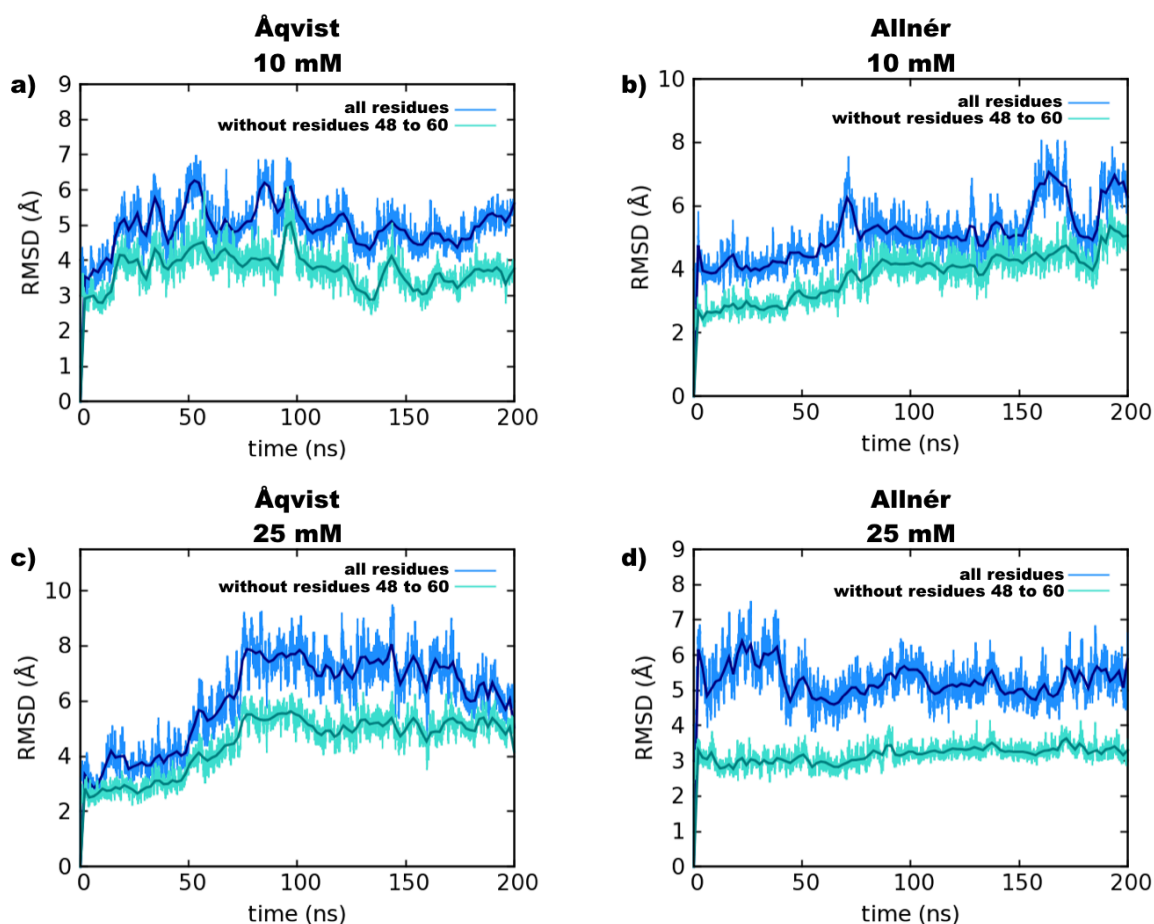 Åqvist
10 mM
a)
9
8
7
6
5
4
3
2
1
0
RMSD (Å)
all residues
without residues 48 to 60
0 50 100 150 200
time (ns)
Allnér
10 mM
b)
10
8
6
4
2
0
RMSD (Å)
all residues
without residues 48 to 60
0 50 100 150 200
time (ns)
Åqvist
25 mM
c)
10
8
6
4
2
0
RMSD (Å)
all residues
without residues 48 to 60
0 50 100 150 200
time (ns)
Allnér
25 mM
d)
9
8
7
6
5
4
3
2
1
0
RMSD (Å)
all residues
without residues 48 to 60
0 50 100 150 200
time (ns)